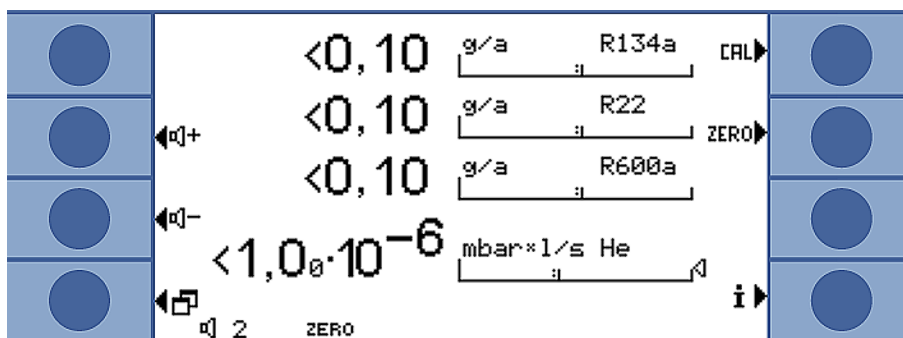 <0,10 g/a R134a CAL
+ <0,10 g/a R22 ZERO
<0,10 g/a R600a
- <1,0₀·10⁻⁶ mbar*l/s He
i
2 ZERO